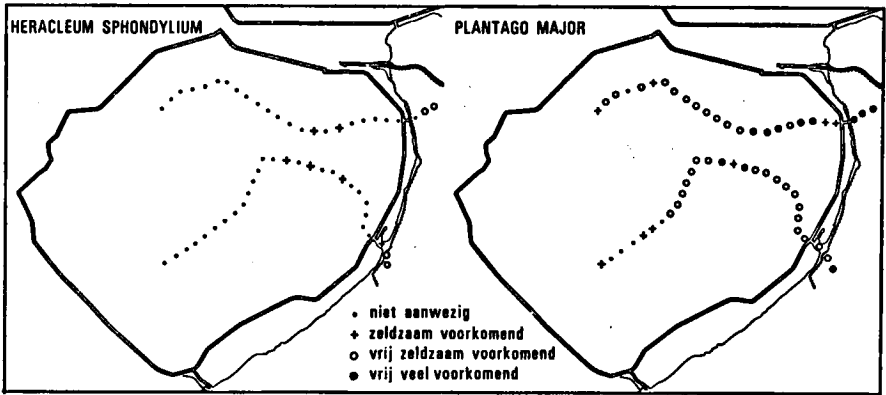 HERACLEUM SPHONDYLIUM
PLANTAGO MAJOR
niet aanwezig
zeldzaam voorkomend
vrij zeldzaam voorkomend
vrij veel voorkomend